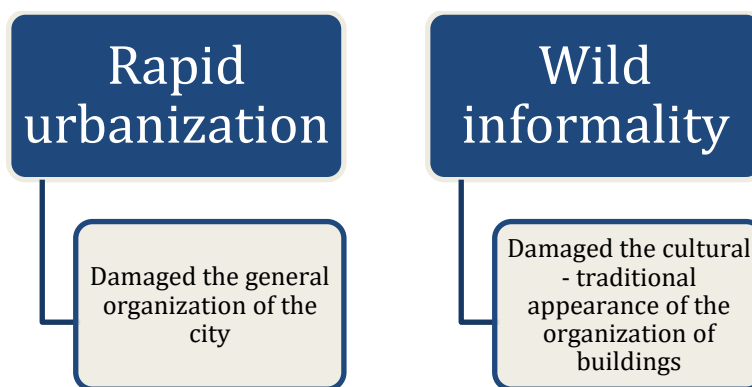 Rapid
urbanization
Damaged the general
organization of the
city
Wild
informality
Damaged the cultural
- traditional
appearance of the
organization of
buildings